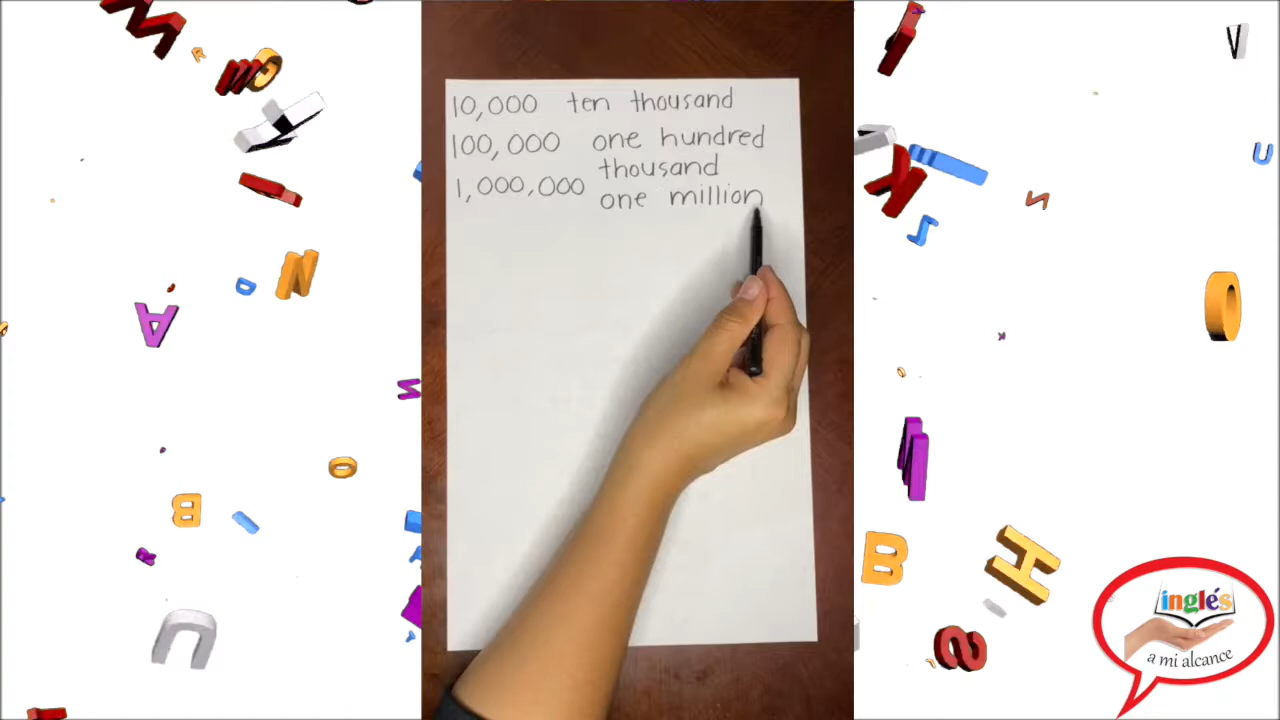 10,000 ten thousand
100,000 one hundred
thousand
1,000,000 one million
inglés
a mi alcance